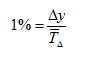 1% = Δy / T̅_Δ